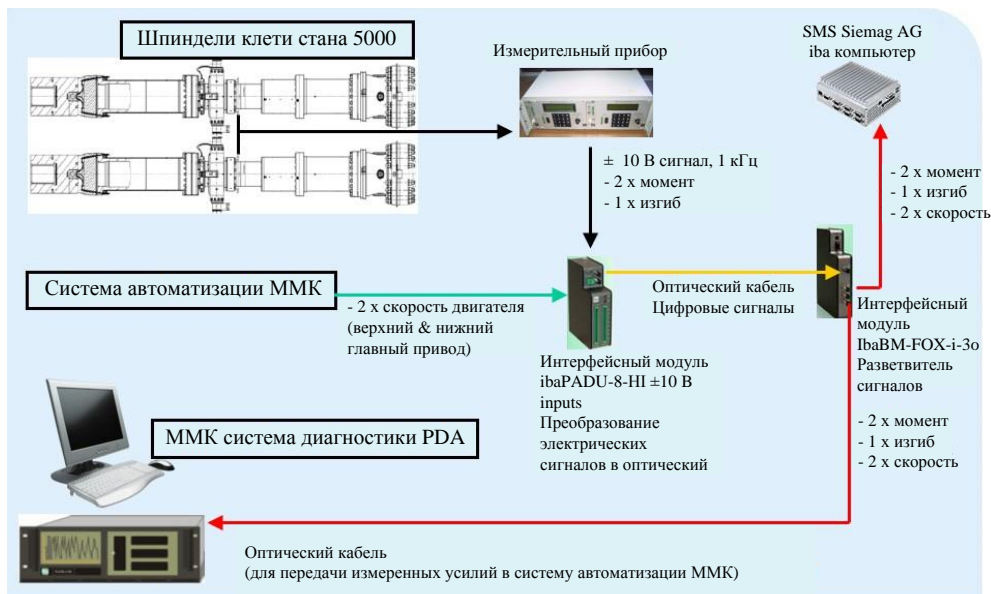 Шпиндели клети стана 5000
Измерительный прибор
SMS Siemag AG
iba компьютер
± 10 В сигнал, 1 кГц
- 2 х момент
- 1 х изгиб
- 2 х момент
- 1 х изгиб
- 2 х скорость
Система автоматизации ММК
- 2 х скорость двигателя
(верхний & нижний
главный привод)
Оптический кабель
Цифровые сигналы
Интерфейсный
модуль
IbaBM-FOX-i-3o
Разветвитель
сигналов
Интерфейсный модуль
ibaPADU-8-HI ±10 В
inputs
Преобразование
электрических
сигналов в оптический
- 2 х момент
- 1 х изгиб
- 2 х скорость
ММК система диагностики PDA
Оптический кабель
(для передачи измеренных усилий в систему автоматизации ММК)